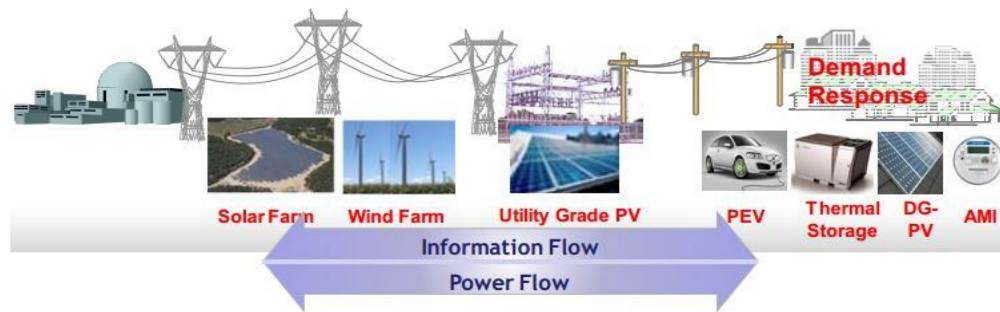 Demand
Response
Solar Farm
Wind Farm
Utility Grade PV
PEV
Thermal
Storage
DG-
PV
AMI
Information Flow
Power Flow